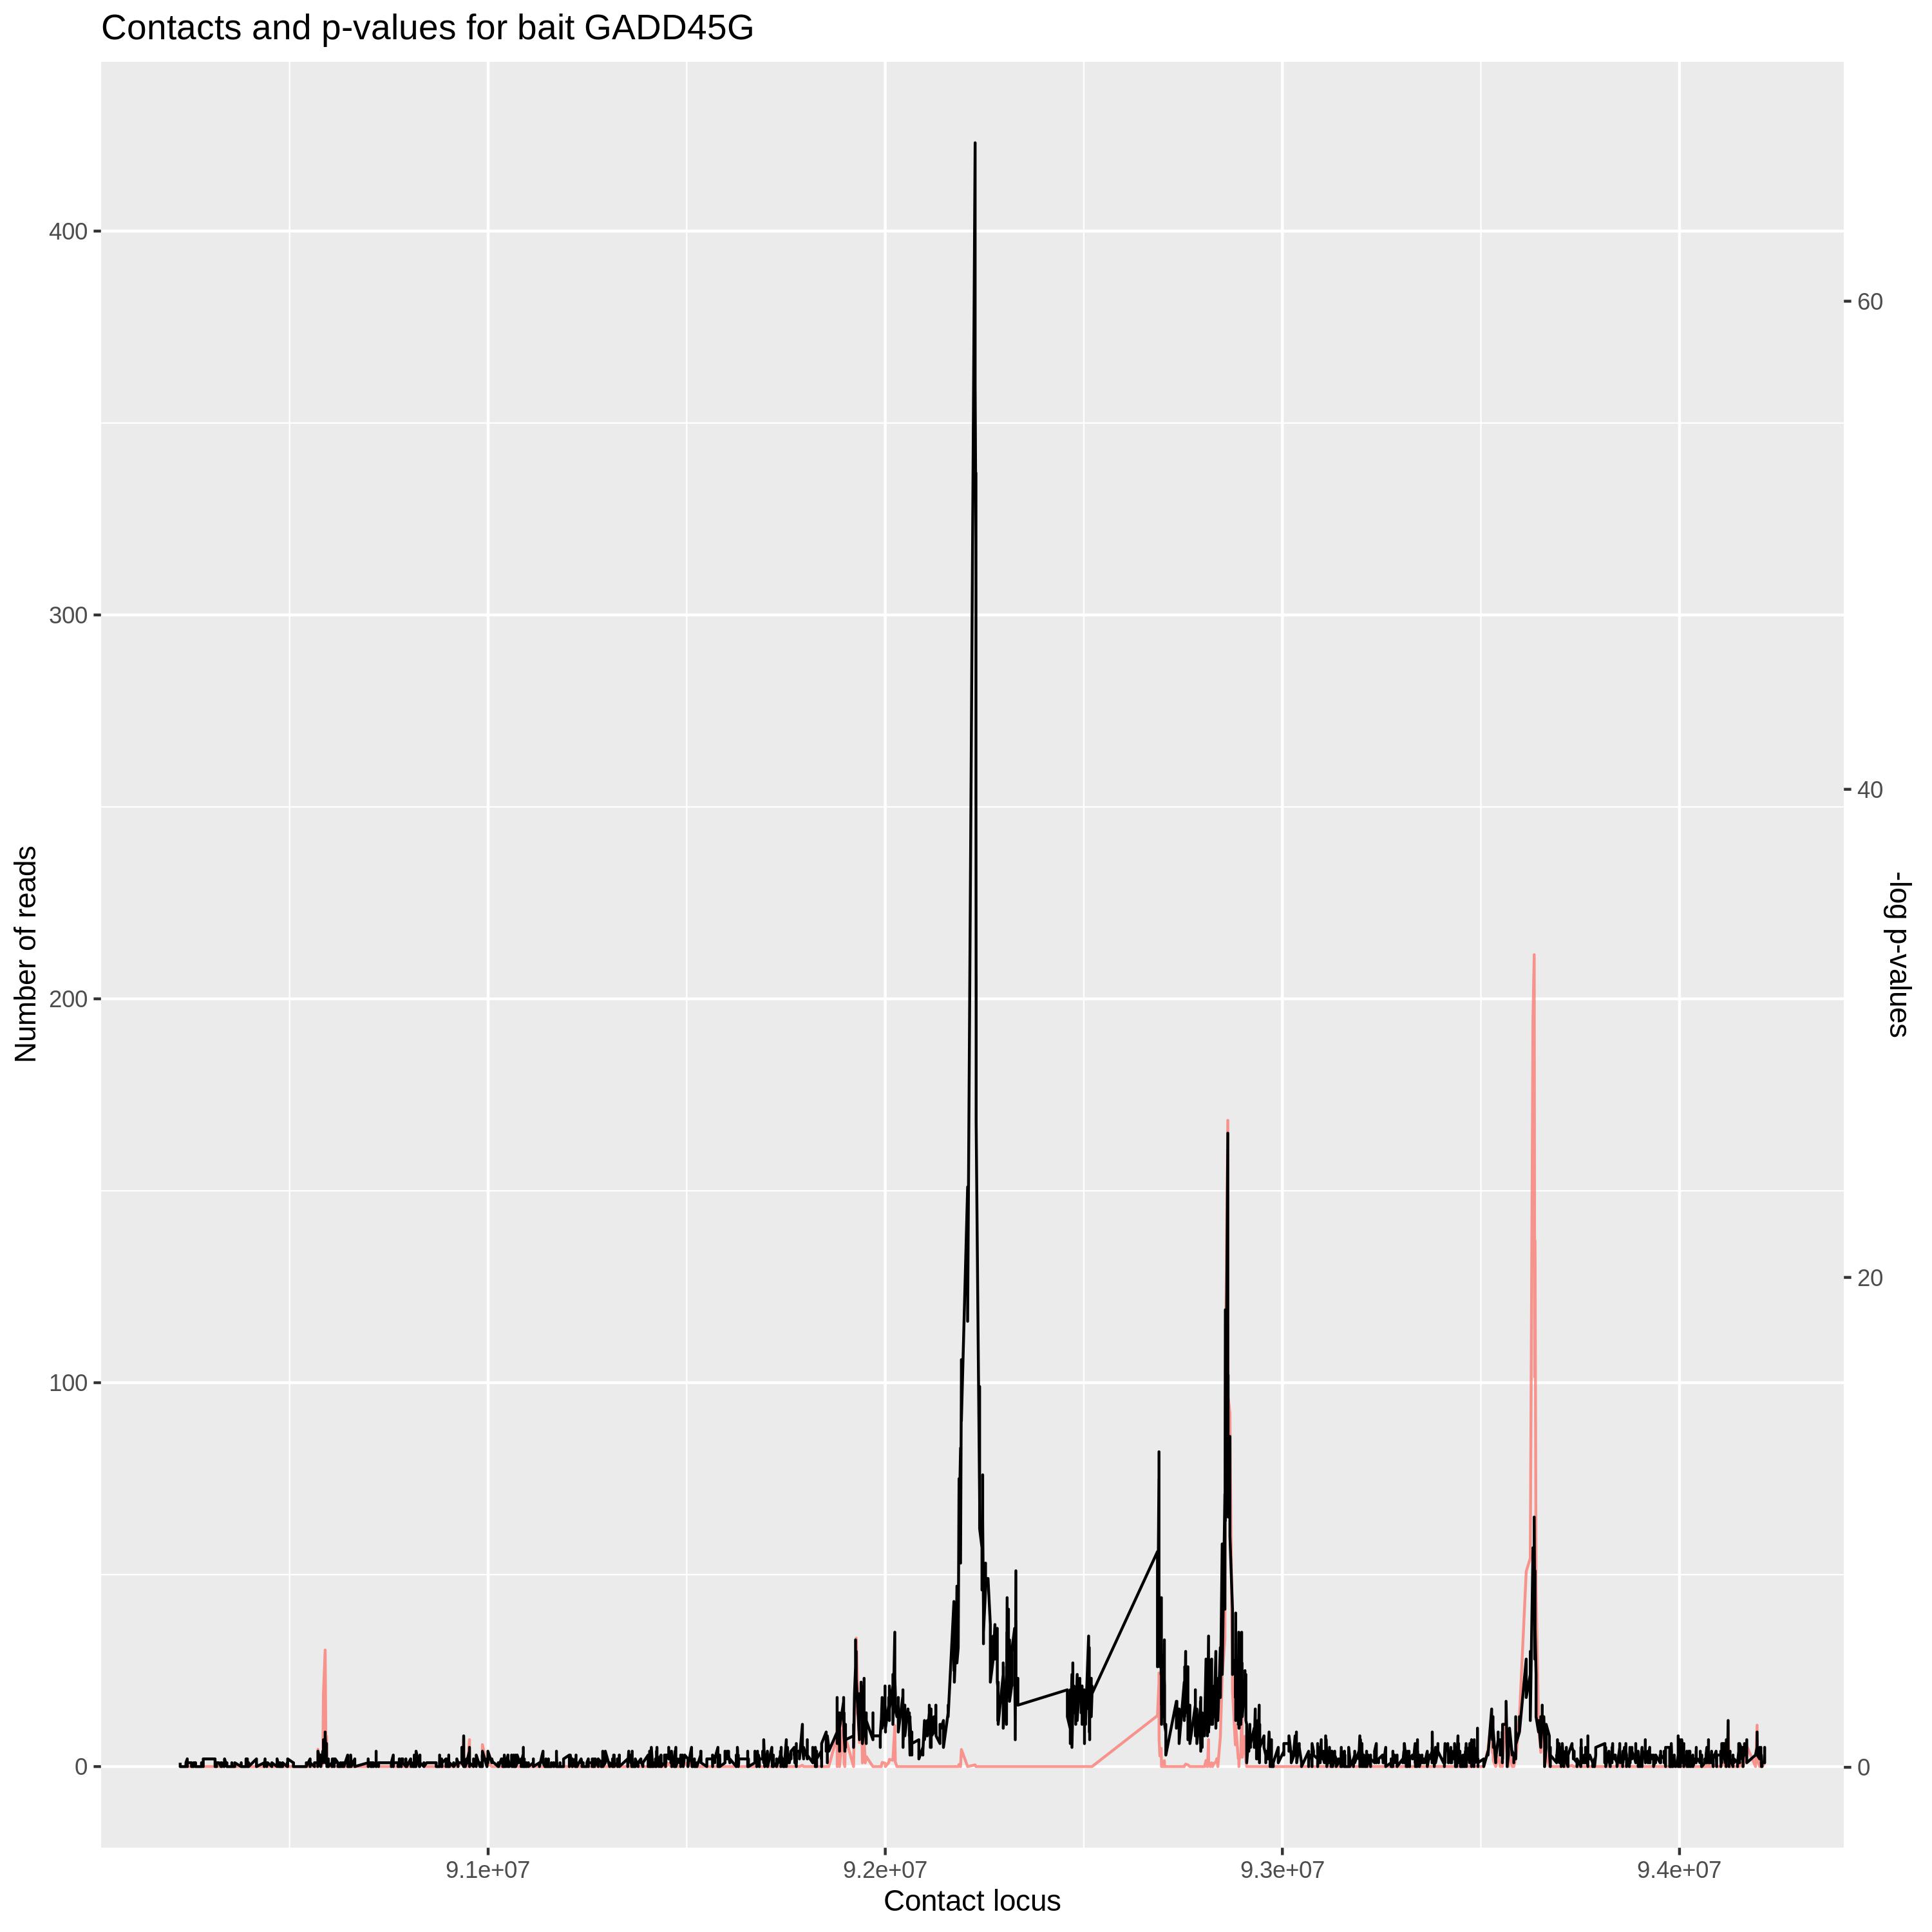 Contacts and p-values for bait GADD45G
400
300
200
100
0
Number of reads
60
40
20
0
-log p-values
9.1e+07
9.2e+07
9.3e+07
9.4e+07
Contact locus